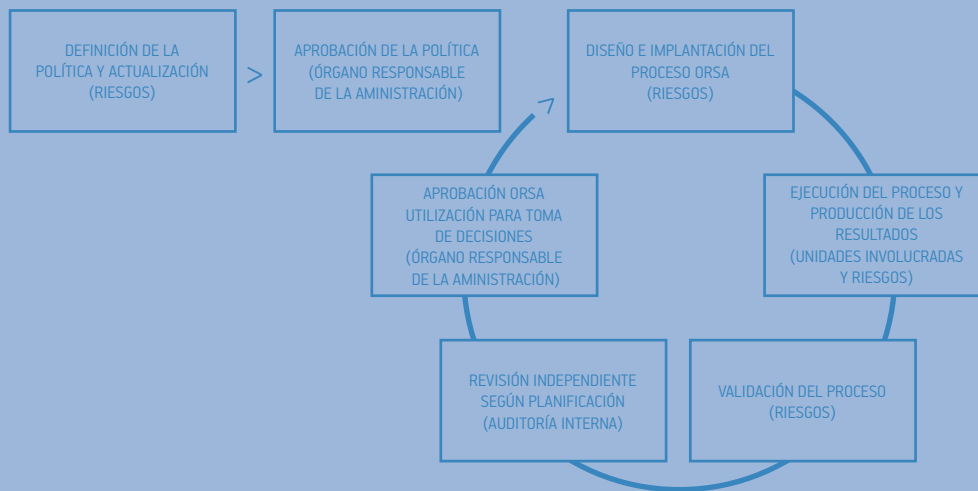 DEFINICIÓN DE LA
POLÍTICA Y ACTUALIZACIÓN
(RIESGOS)
>
APROBACIÓN DE LA POLÍTICA
(ÓRGANO RESPONSABLE
DE LA AMINISTRACIÓN)
DISEÑO E IMPLANTACIÓN DEL
PROCESO ORSA
(RIESGOS)
EJECUCIÓN DEL PROCESO Y
PRODUCCIÓN DE LOS
RESULTADOS
(UNIDADES INVOLUCRADAS
Y RIESGOS)
VALIDACIÓN DEL PROCESO
(RIESGOS)
REVISIÓN INDEPENDIENTE
SEGÚN PLANIFICACIÓN
(AUDITORÍA INTERNA)
APROBACIÓN ORSA
UTILIZACIÓN PARA TOMA
DE DECISIONES
(ÓRGANO RESPONSABLE
DE LA AMINISTRACIÓN)